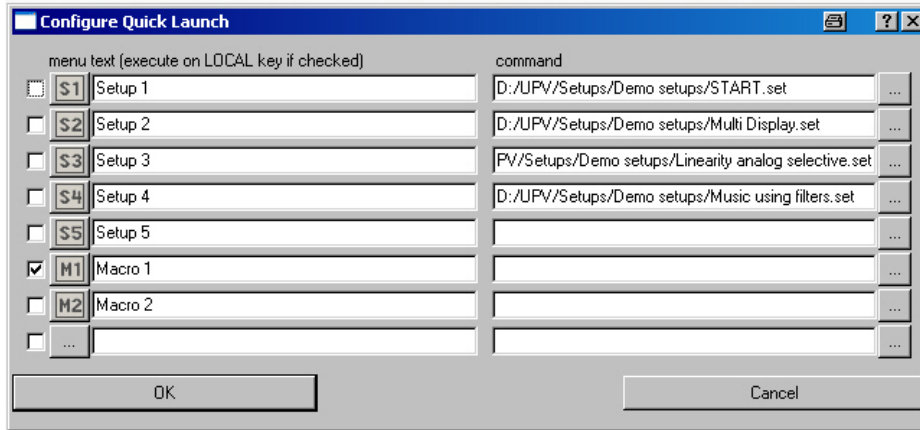 Configure Quick Launch ?
menu text (execute on LOCAL key if checked) command
S1 Setup 1 D:/UPV/Setups/Demo setups/START.set ...
S2 Setup 2 D:/UPV/Setups/Demo setups/Multi Display.set ...
S3 Setup 3 PV/Setups/Demo setups/Linearity analog selective.set ...
S4 Setup 4 D:/UPV/Setups/Demo setups/Music using filters.set ...
S5 Setup 5 ...
M1 Macro 1 ...
M2 Macro 2 ...
... ...
OK Cancel